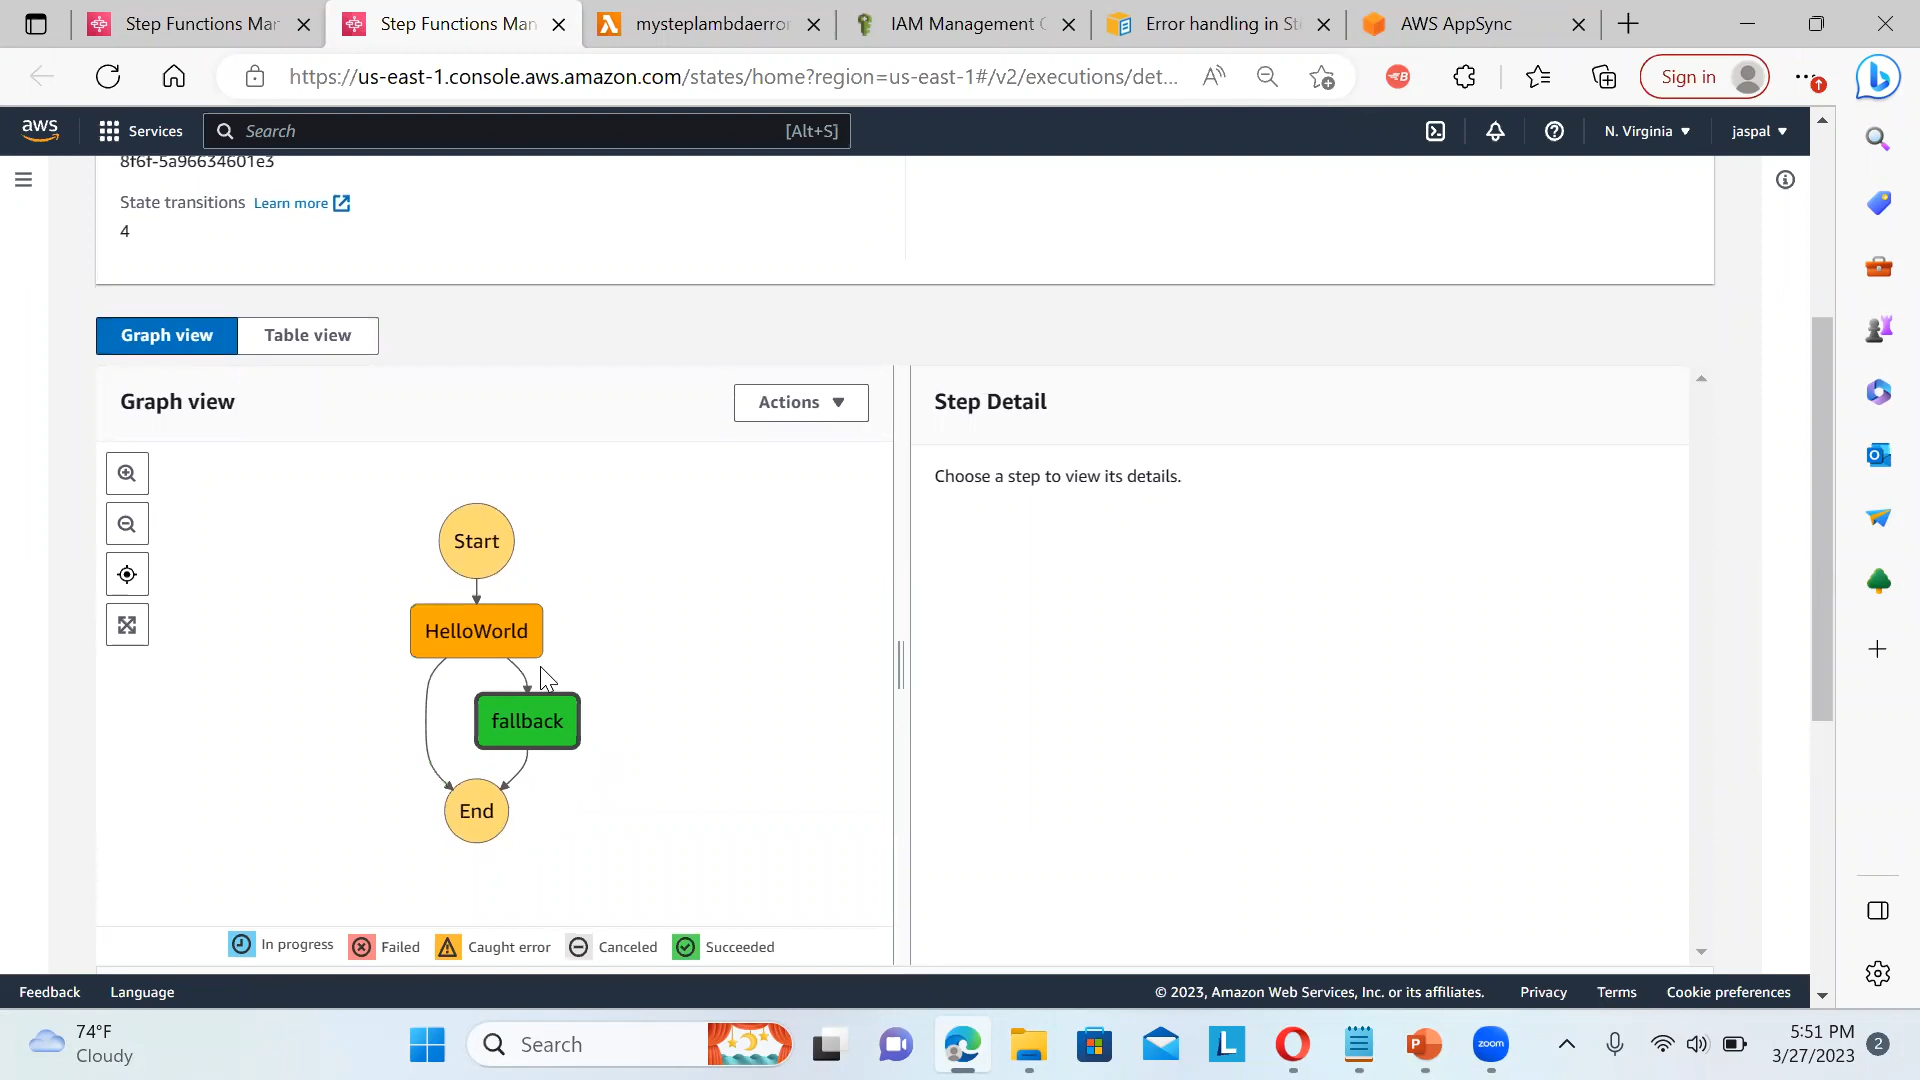 Step Functions Mar
Step Functions Man
mysteplambdaerror
IAM Management C
Error handling in St
AWS AppSync
https://us-east-1.console.aws.amazon.com/states/home?region=us-east-1#/v2/executions/det...
Sign in
aws
Services
Search
[Alt+S]
N. Virginia
jaspal
8f6f-5a96634601e3
State transitions Learn more
4
Graph view
Table view
Graph view
Actions
Step Detail
Choose a step to view its details.
Start
HelloWorld
fallback
End
In progress
Failed
Caught error
Canceled
Succeeded
Feedback
Language
© 2023, Amazon Web Services, Inc. or its affiliates.
Privacy
Terms
Cookie preferences
74°F
Cloudy
Search
zoom
5:51 PM
3/27/2023
2